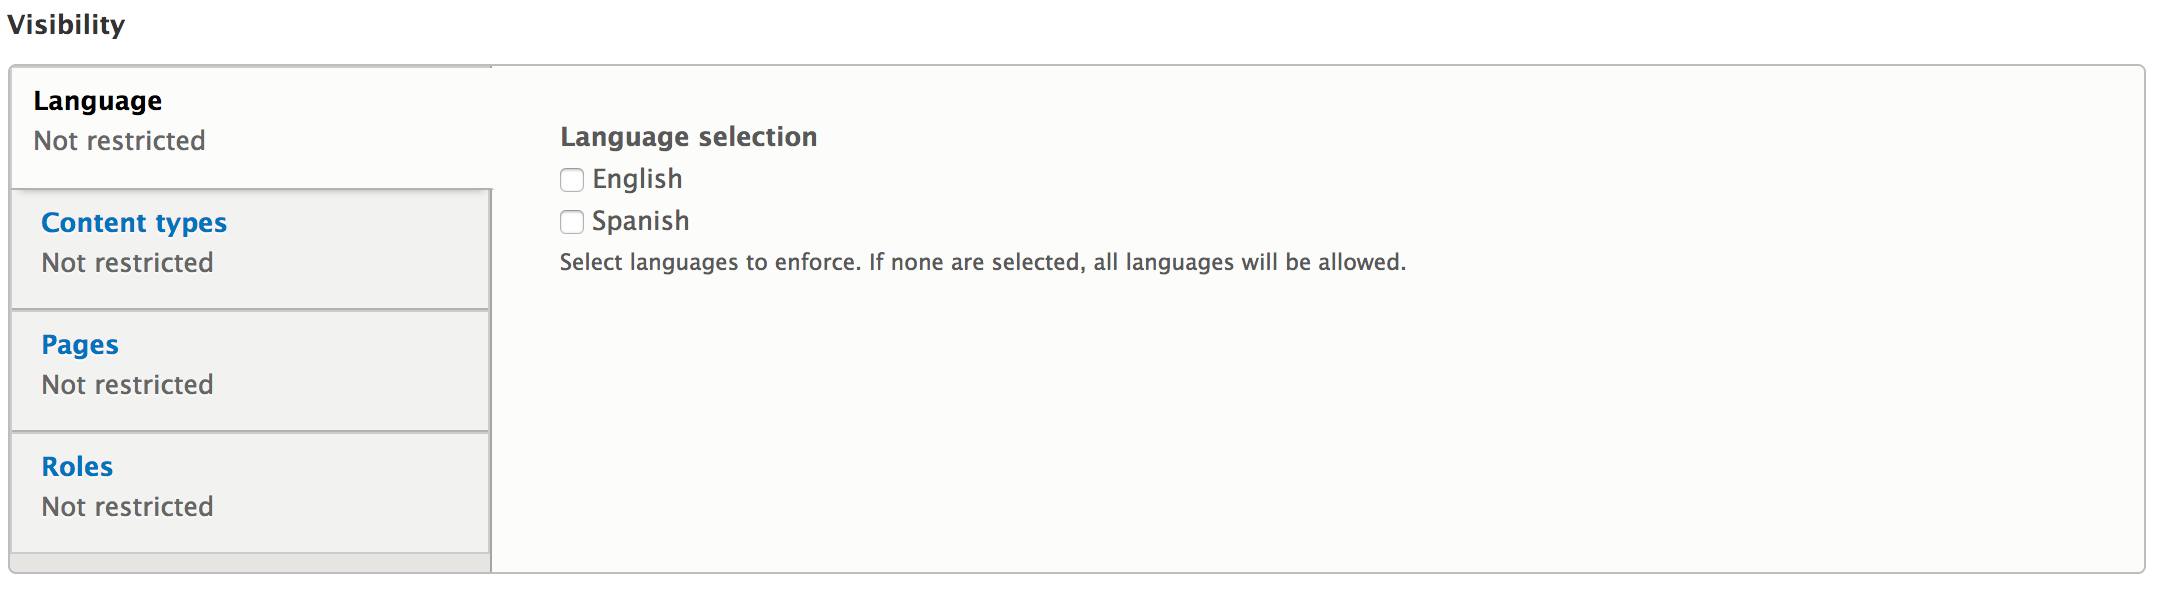 Visibility
Language
Not restricted
Content types
Not restricted
Pages
Not restricted
Roles
Not restricted
Language selection
English
Spanish
Select languages to enforce. If none are selected, all languages will be allowed.